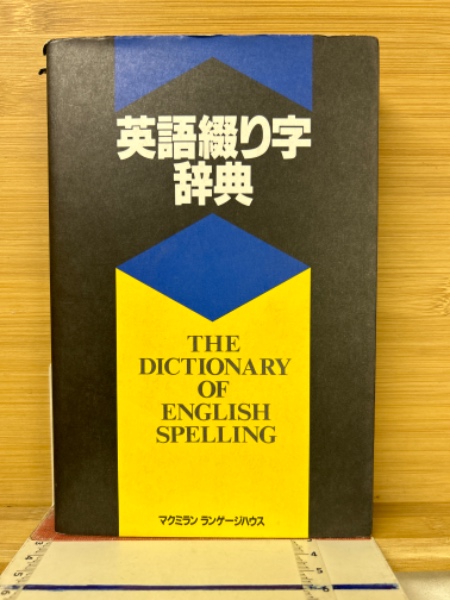 英語綴り字
辞典
THE
DICTIONARY
OF
ENGLISH
SPELLING
マクミラン ランゲージハウス